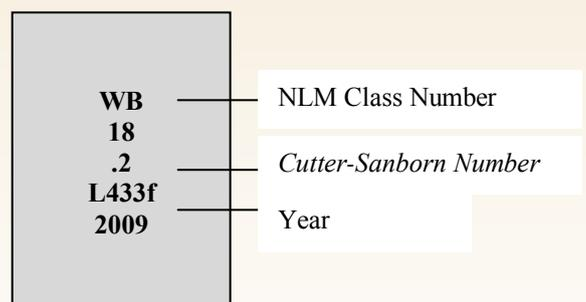 WB
18
.2
L433f
2009
NLM Class Number
Cutter-Sanborn Number
Year